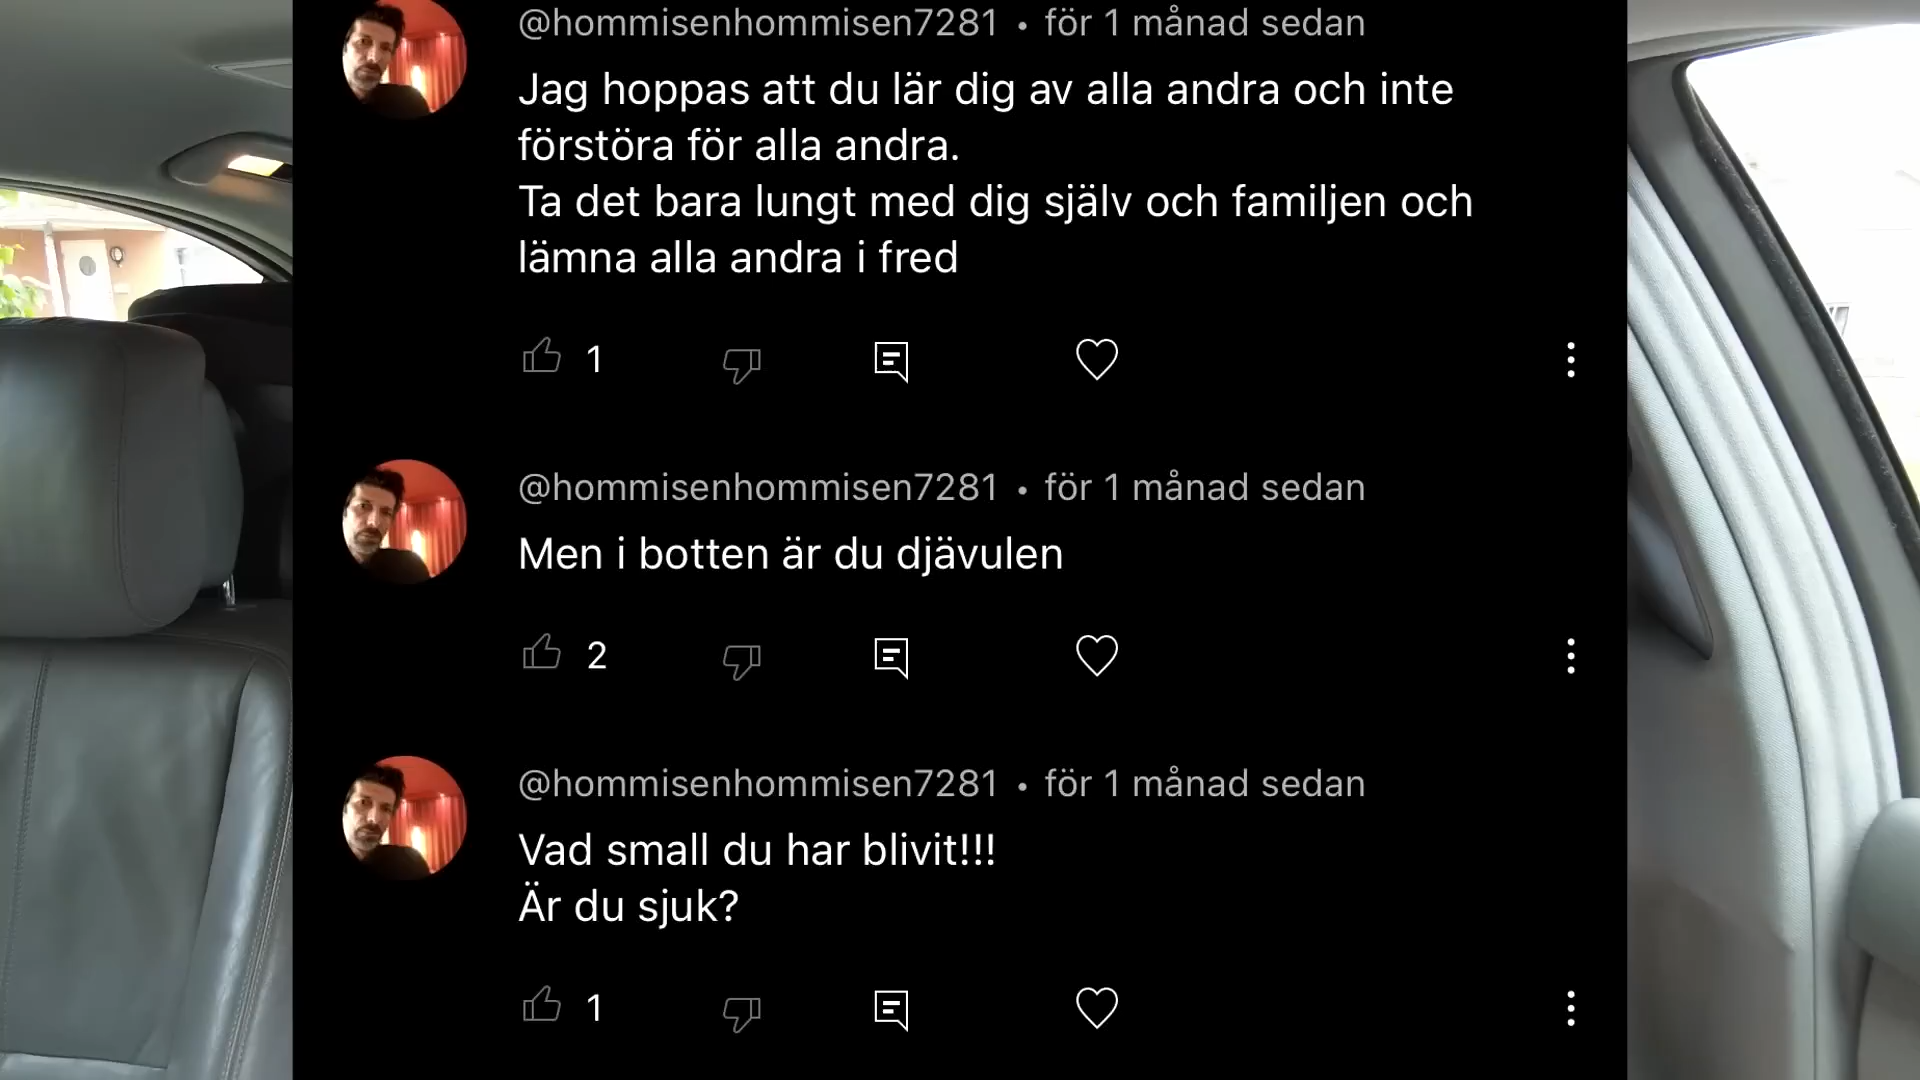 @hommisenhommisen7281 • för 1 månad sedan
Jag hoppas att du lär dig av alla andra och inte
förstöra för alla andra.
Ta det bara lungt med dig själv och familjen och
lämna alla andra i fred
1
@hommisenhommisen7281 • för 1 månad sedan
Men i botten är du djävulen
2
@hommisenhommisen7281 • för 1 månad sedan
Vad small du har blivit!!!
Är du sjuk?
1